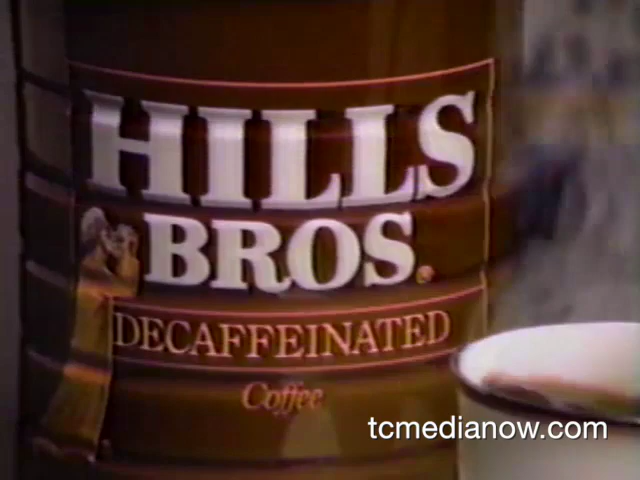 HILLS
BROS.
DECAFFEINATED
Coffee
tcmedianow.com